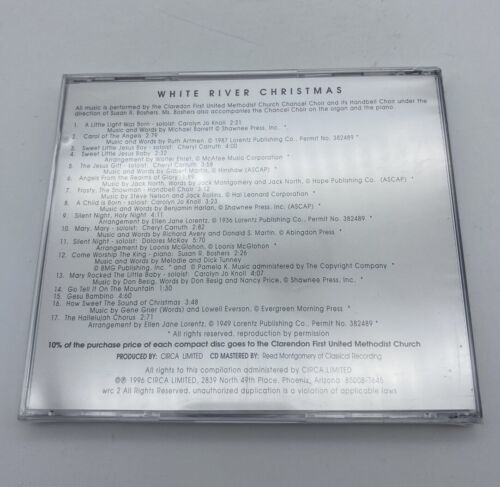 WHITE RIVER CHRISTMAS
All music is performed by the Claredon First United Methodist Church Chancel Choir and its Handbell Choir under the
direction of Susan R. Boshers. Ms. Boshers also accompanies the Chancel Choir on the organ and the piano.
1. A Little Light Was Born - soloist: Carolyn Jo Knoll 2:21
Music and Words by Michael Barrett © Shawnee Press, Inc. *
2. Carol of The Angels 2:79
Music and Words by Ruth Artmen © 1987 Lorentz Publishing Co., Permit No. 382489 *
3. Sweet Little Jesus Boy - soloist: Cheryl Carruth 4:00
4. Sweet Little Jesus Baby 2:32
Arrangement by Walter Ehret, © McAfee Music Corporation *
5. The Jesus Gift - soloist: Cheryl Carruth 3:58
Music and Words by Gilbert Martin, © Hinshaw (ASCAP) *
6. Angels From the Realms of Glory
Music by Jack North, Words by Jack Montgomery and Jack North, © Hope Publishing Co. (ASCAP) *
7. Frosty, The Snowman - Handbell Choir 3:12
Music by Steve Nelson and Jack Rollins, © Hal Leonard Corporation *
8. A Child is Born - soloist: Carolyn Jo Knoll 3:23
Music and Words by Benjamin Harlan, © Shawnee Press, Inc. (ASCAP) *
9. Silent Night, Holy Night 4:11
Arrangement by Ellen Jane Lorentz, © 1936 Lorentz Publishing Co., Permit No. 382489. *
10. Mary, Mary - soloist: Cheryl Carruth 2:82
Music and Words by Richard Avery and Donald S. Martin © Abingdon Press *
11. Silent Night - soloist: Dolores McKay 5:70
Arrangement by Loonis McGlohon, © Loonis McGlohon *
12. Come Worship The King - piano: Susan R. Boshers 2:26
Music and Words by Melodie and Dick Tunney
© BMG Publishing, Inc. * and © Pamela K. Music administered by The Copyright Company *
13. Mary Rocked The Little Baby - soloist: Carolyn Jo Knoll 4:07
Music by Don Besig, Words by Don Besig and Nancy Price, © Shawnee Press, Inc. *
14. Go Tell It On The Mountain 1:30
15. Gesu Bambino 4:60
16. How Sweet The Sound of Christmas 3:48
Music by Gene Grier (Words) and Lowell Everson, © Evergreen Morning Press *
17. The Hallelujah Chorus 2:71
Arrangement by Ellen Jane Lorentz, © 1949 Lorentz Publishing Co., Permit No. 382489 *
* All rights reserved, reproduction by permission
10% of the purchase price of each compact disc goes to the Clarendon First United Methodist Church
PRODUCED BY: CIRCA LIMITED CD MASTERED BY: Reed Montgomery of Classical Recording
All rights to this compilation administered by CIRCA LIMITED
©℗ 1996 CIRCA LIMITED, 2839 North 49th Place, Phoenix, Arizona 85008-7645
wrc 2 All Rights Reserved, unauthorized duplication is a violation of applicable laws